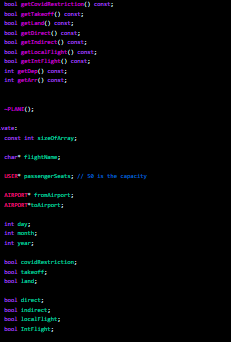 bool getCovidRestriction() const;
bool getTakeoff() const;
bool getLand() const;
bool getDirect() const;
bool getIndirect() const;
bool getLocalFlight() const;
bool getIntFlight() const;
int getDep() const;
int getArr() const;
~PLANE();
vate:
const int sizeOfArray;
char* flightName;
USER* passengerSeats; // 50 is the capacity
AIRPORT* fromAirport;
AIRPORT*toAirport;
int day;
int month;
int year;
bool covidRestriction;
bool takeoff;
bool land;
bool direct;
bool indirect;
bool localFlight;
bool IntFlight;